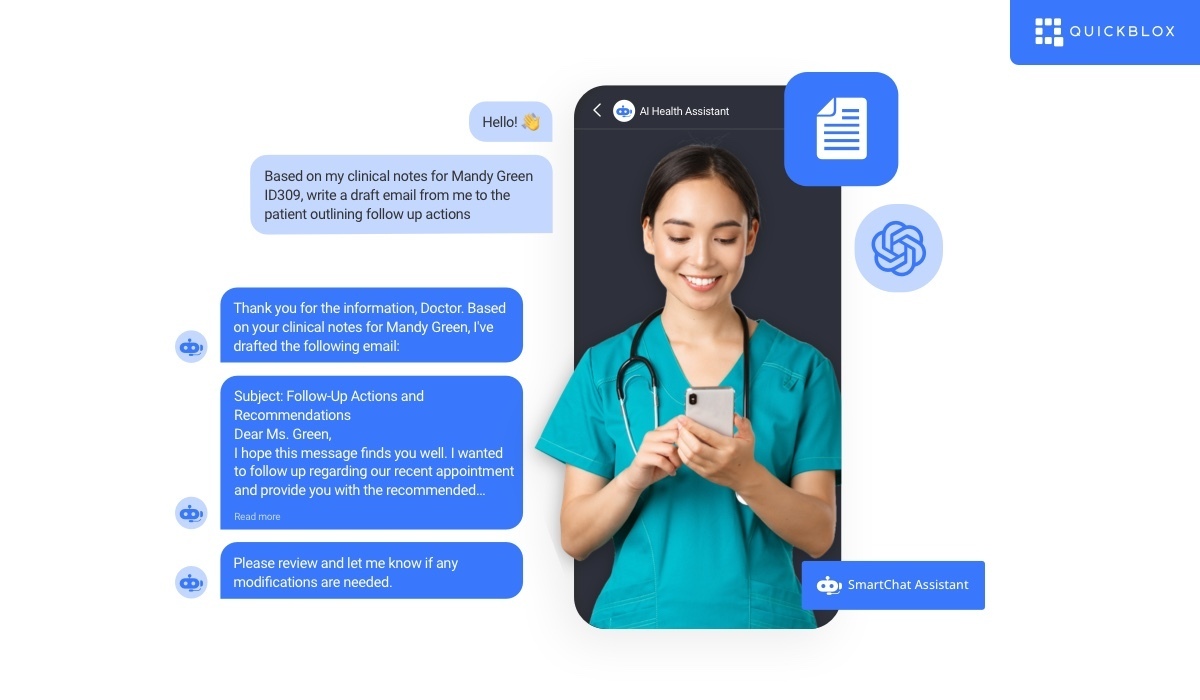 QUICKBLOX
AI Health Assistant
Hello! 👋
Based on my clinical notes for Mandy Green
ID309, write a draft email from me to the
patient outlining follow up actions
Thank you for the information, Doctor. Based
on your clinical notes for Mandy Green, I've
drafted the following email:
Subject: Follow-Up Actions and
Recommendations
Dear Ms. Green,
I hope this message finds you well. I wanted
to follow up regarding our recent appointment
and provide you with the recommended...
Read more
Please review and let me know if any
modifications are needed.
SmartChat Assistant